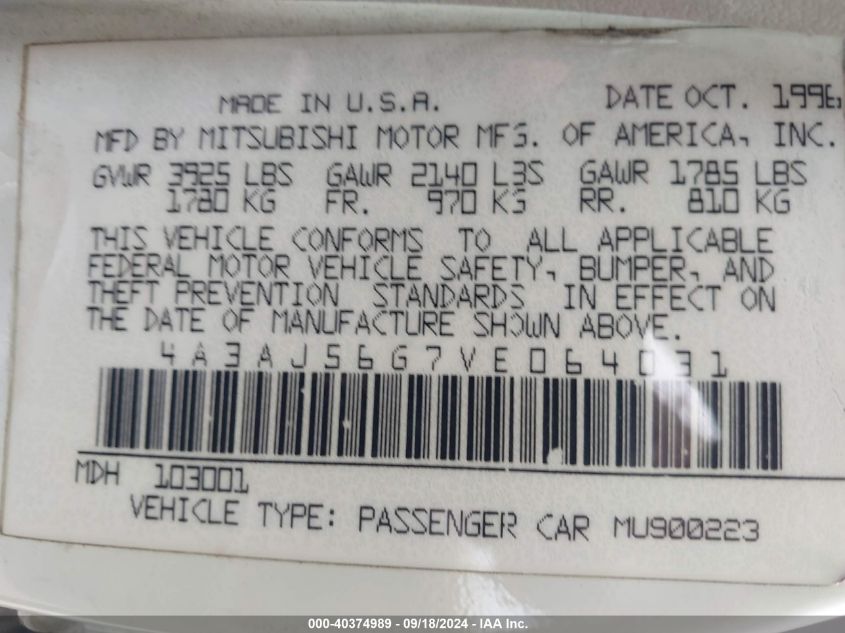 MADE IN U.S.A. DATE OCT. 1996
MFD BY MITSUBISHI MOTOR MFG. OF AMERICA, INC.
GVWR 3925 LBS GAWR 2140 LBS GAWR 1785 LBS
1780 KG FR. 970 KG RR. 810 KG
THIS VEHICLE CONFORMS TO ALL APPLICABLE
FEDERAL MOTOR VEHICLE SAFETY, BUMPER, AND
THEFT PREVENTION STANDARDS IN EFFECT ON
THE DATE OF MANUFACTURE SHOWN ABOVE.
4A3AJ56G7VE064031
MDH 103001
VEHICLE TYPE: PASSENGER CAR MU900223
000-40374989 - 09/18/2024 - IAA Inc.